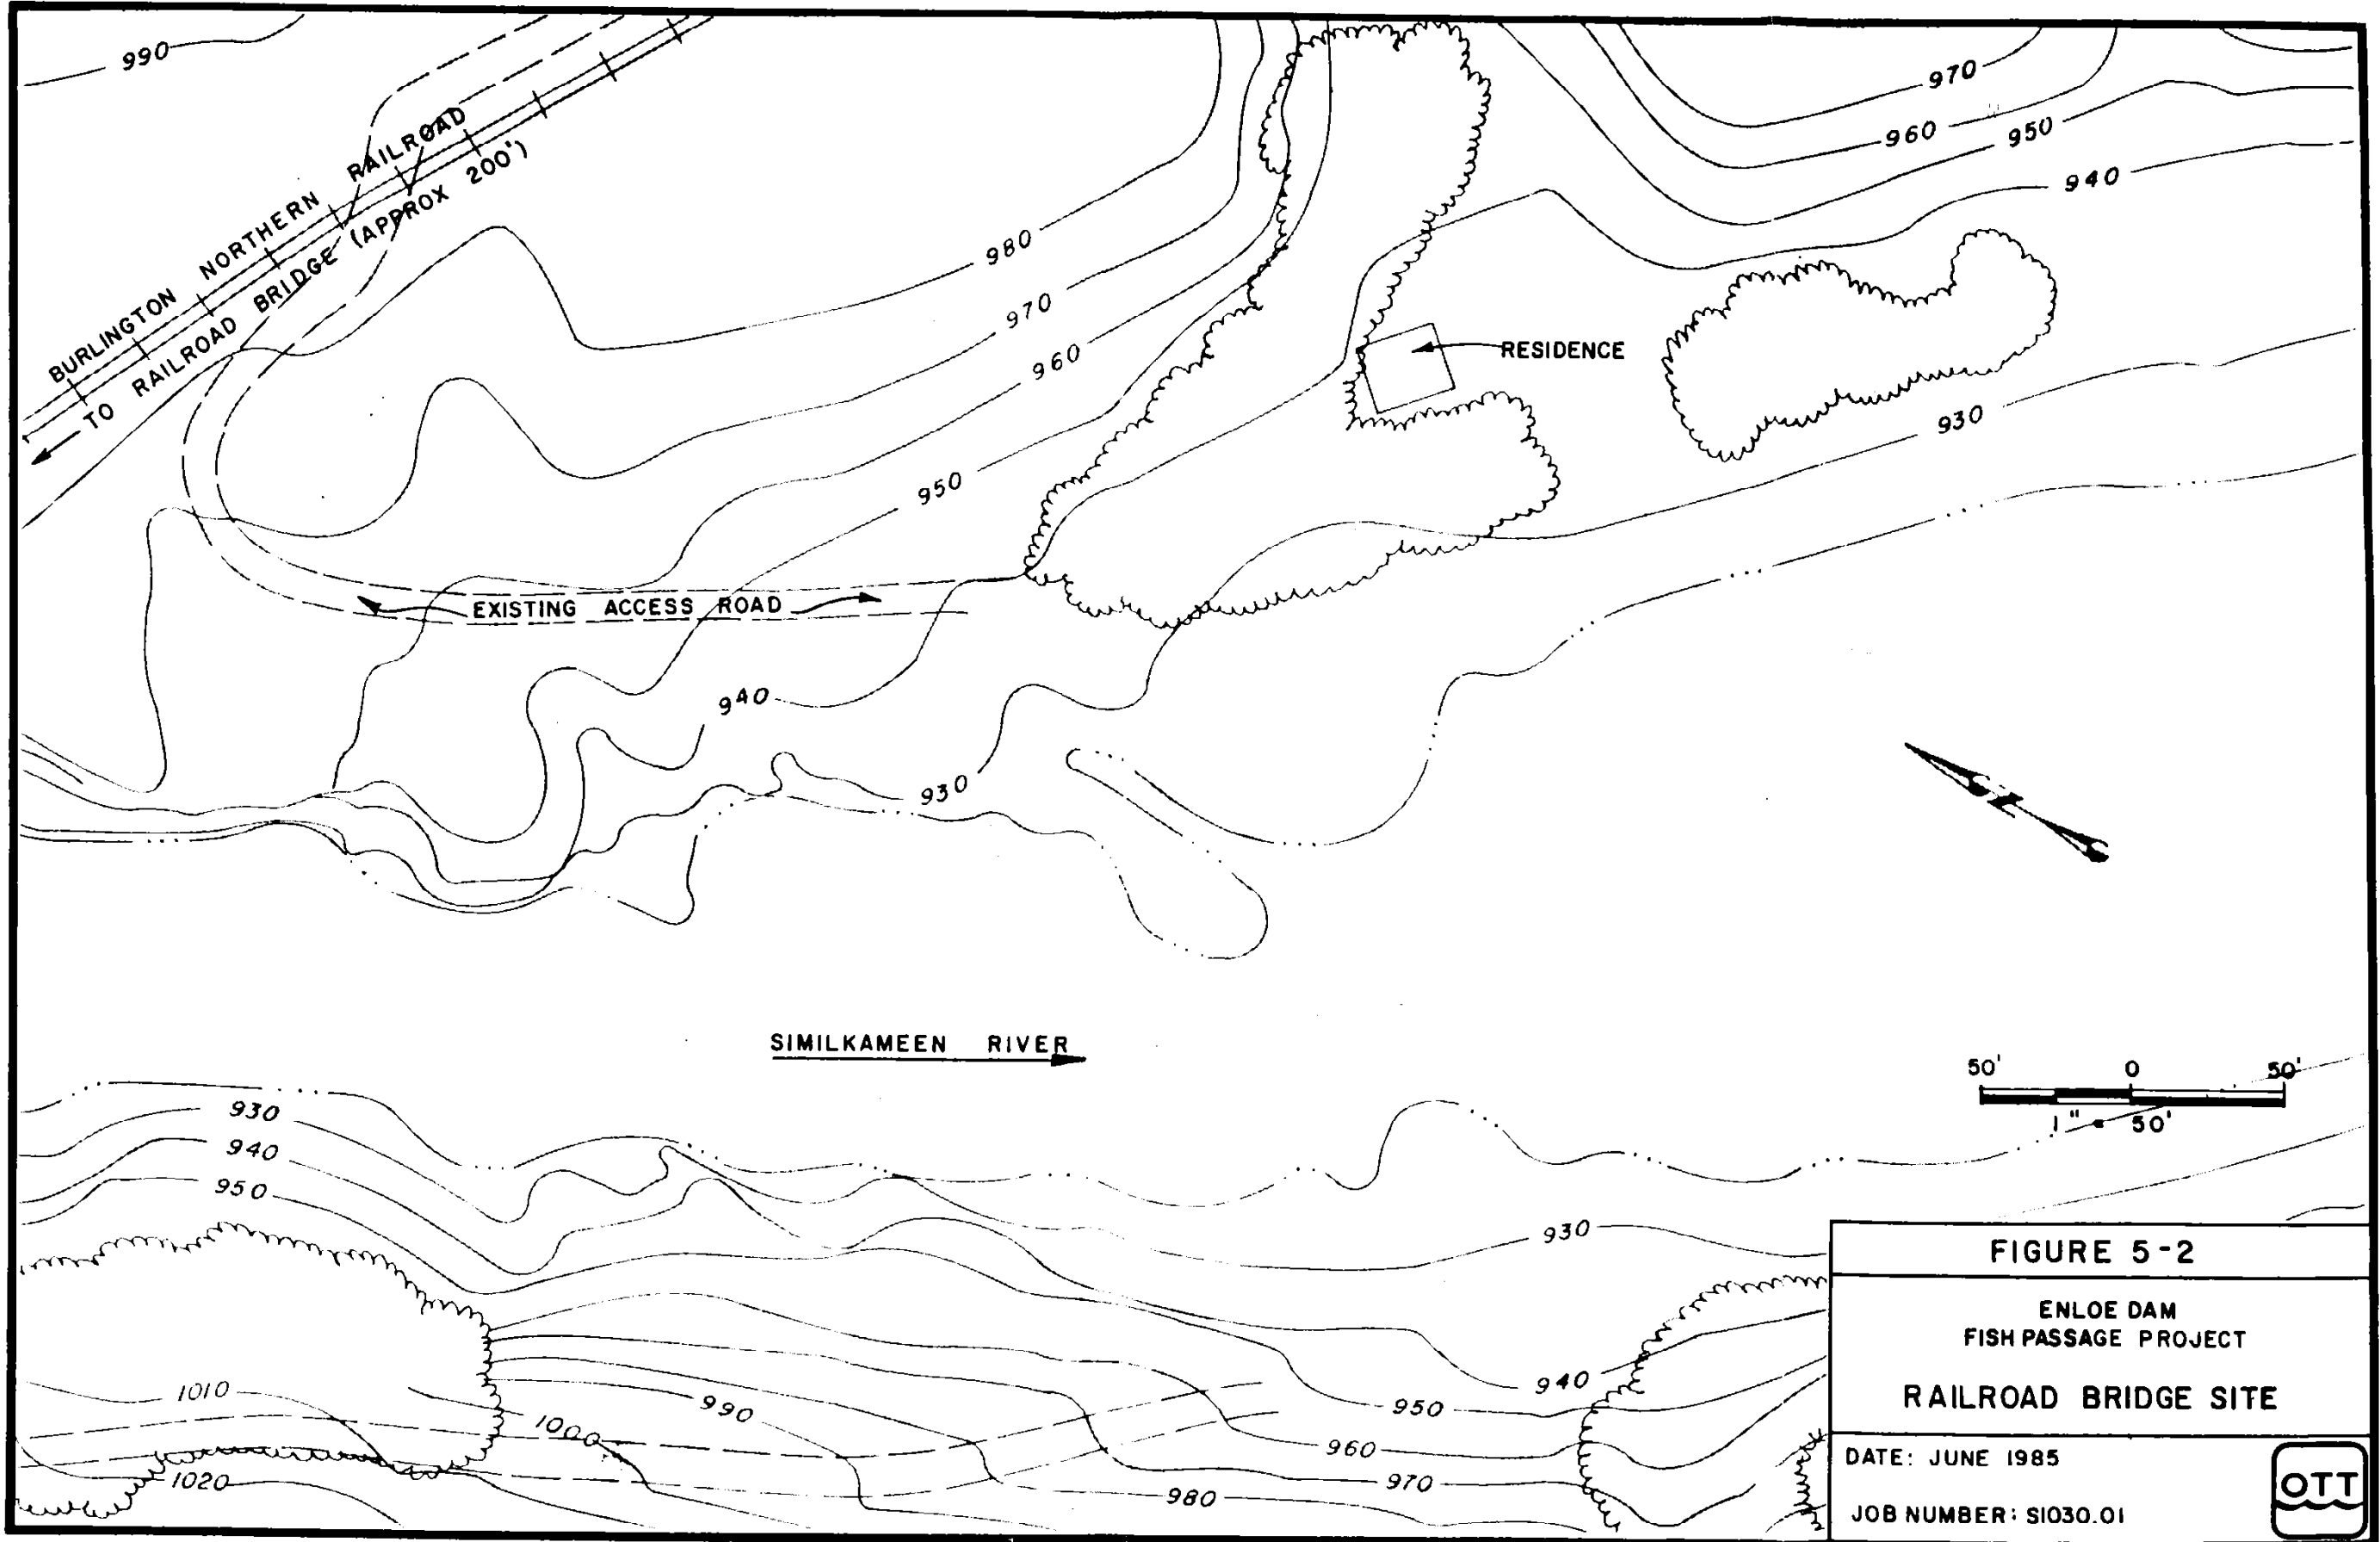 990
BURLINGTON NORTHERN RAILROAD
TO RAILROAD BRIDGE (APPROX 200')
980
970
960
950
970
960
950
940
RESIDENCE
930
EXISTING ACCESS ROAD
940
930
N
SIMILKAMEEN RIVER
50' 0 50'
1" = 50'
930
940
950
1010
1020
1000
990
930
940
950
960
970
980
FIGURE 5-2
ENLOE DAM
FISH PASSAGE PROJECT
RAILROAD BRIDGE SITE
DATE: JUNE 1985
JOB NUMBER: S1030.01
OTT